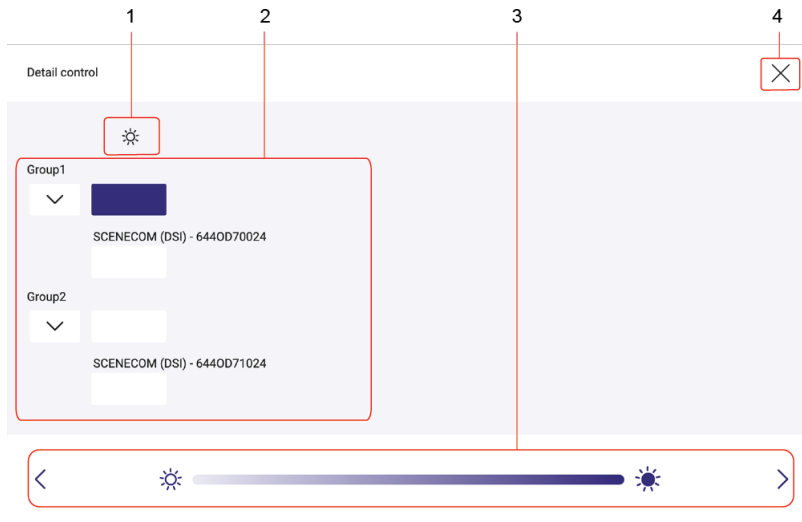 1 2 3 4
Detail control
Group1
SCENECOM (DSI) - 644OD70024
Group2
SCENECOM (DSI) - 644OD71024